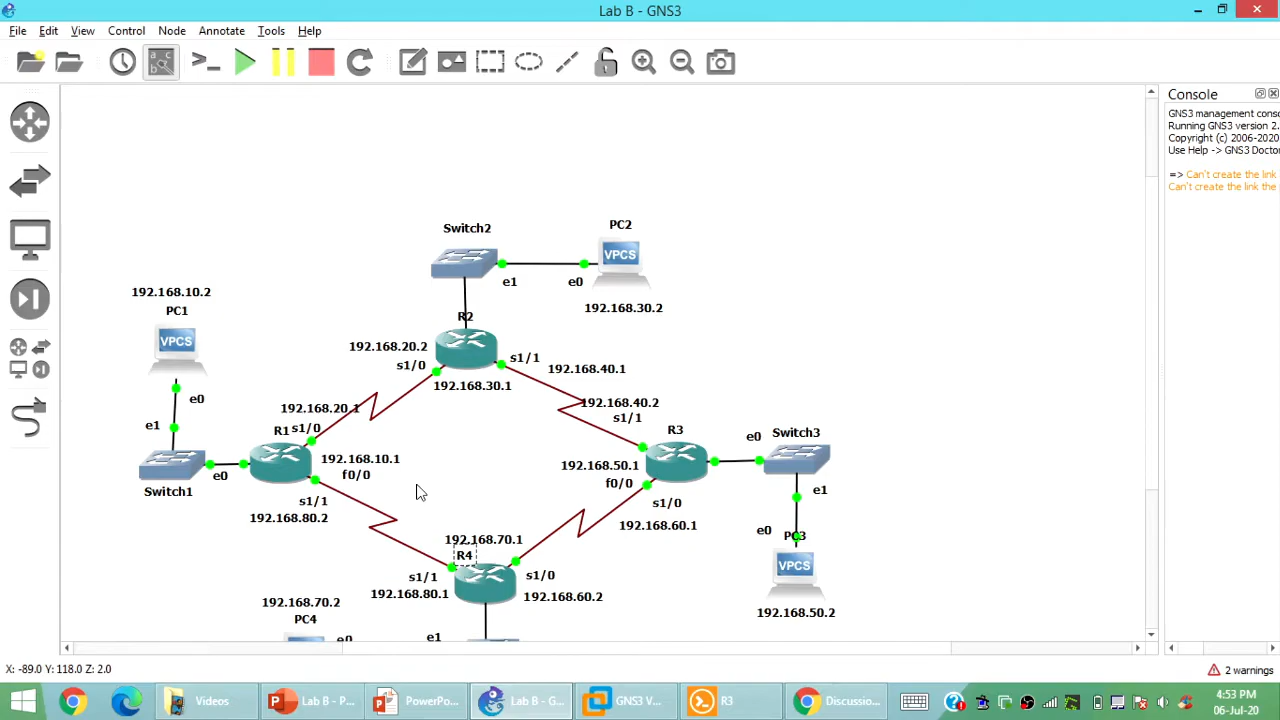 Lab B - GNS3
File Edit View Control Node Annotate Tools Help
Console
GNS3 management conso
Running GNS3 version 2.
Copyright (c) 2006-2020
Use Help -> GNS3 Doctor
=> Can't create the link
Can't create the link the
Switch2
PC2
VPCS
e1
e0
192.168.30.2
192.168.10.2
PC1
VPCS
e0
e1
R2
192.168.20.2
s1/0
s1/1
192.168.30.1
192.168.40.1
192.168.40.2
s1/1
192.168.20.1
R1
s1/0
192.168.10.1
f0/0
e0
Switch1
s1/1
192.168.80.2
R3
e0
Switch3
192.168.50.1
f0/0
s1/0
192.168.60.1
e1
e0
PC3
VPCS
192.168.50.2
192.168.70.1
R4
s1/1
s1/0
192.168.80.1
192.168.60.2
192.168.70.2
PC4
e0
e1
X: -89.0 Y: 118.0 Z: 2.0
2 warnings
Videos
Lab B - P...
PowerPo...
Lab B - G...
GNS3 V...
R3
Discussio...
4:53 PM
06-Jul-20